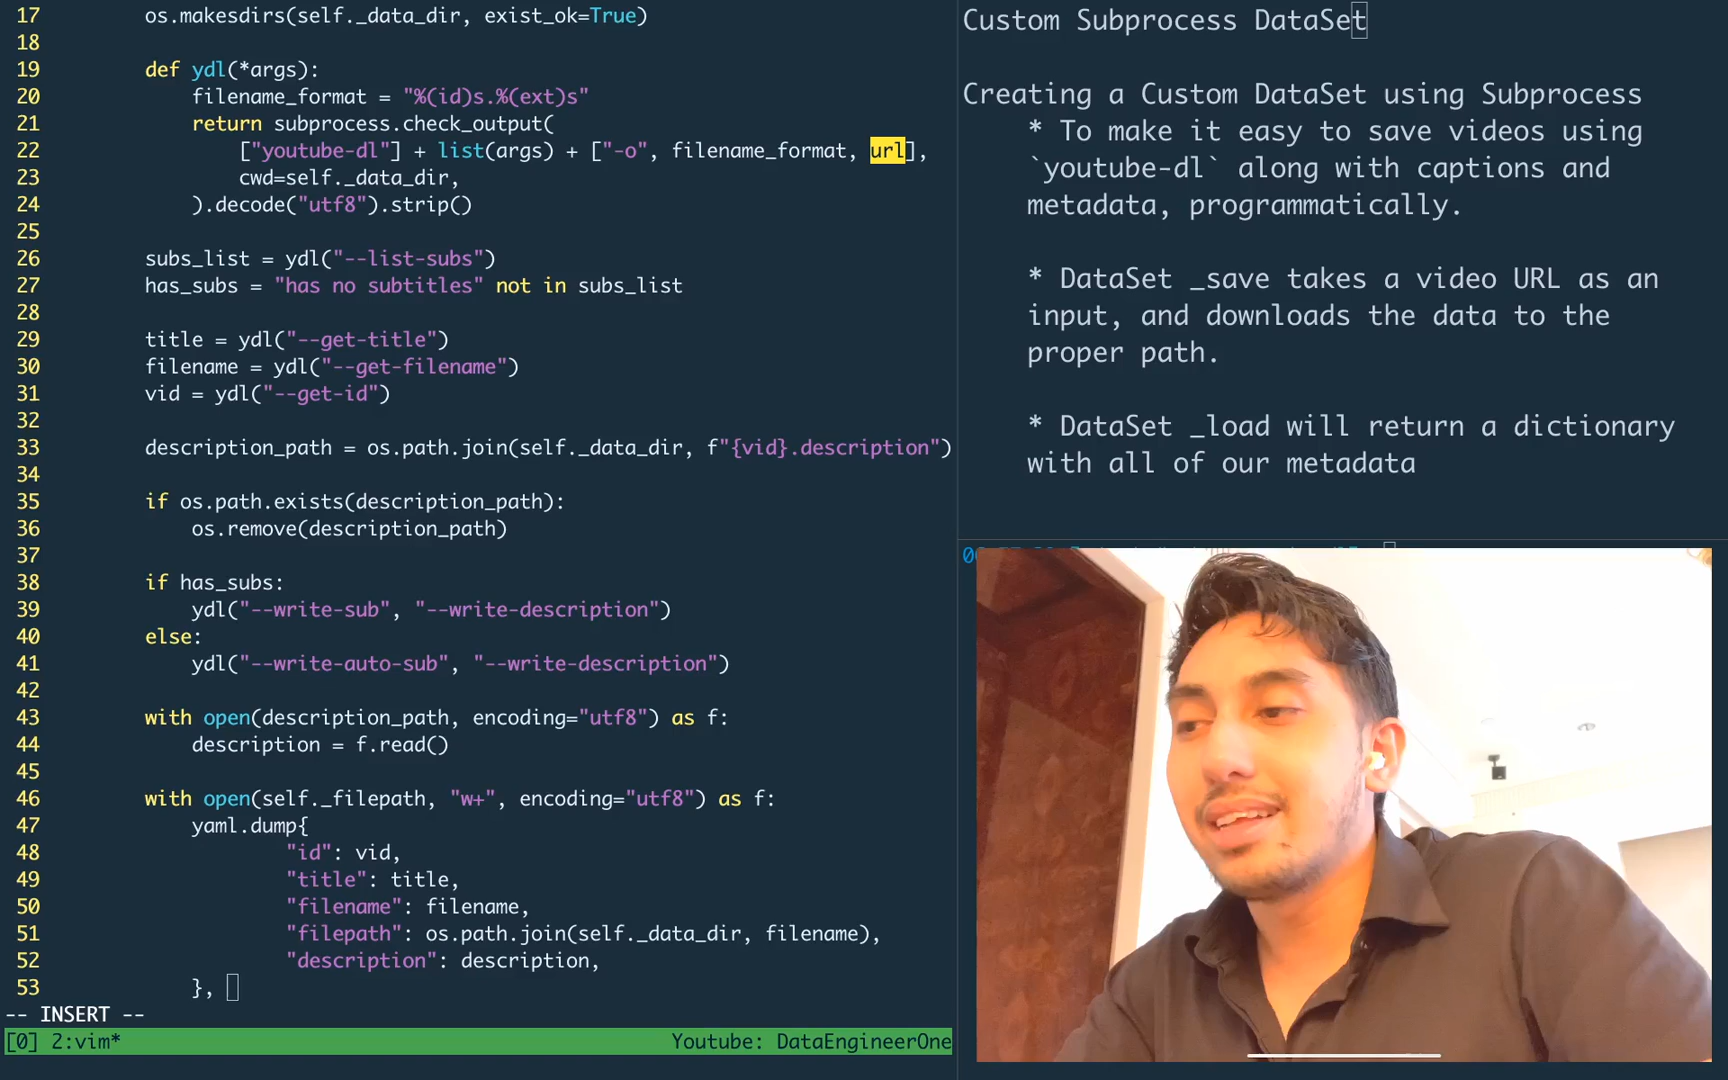 17 os.makesdirs(self._data_dir, exist_ok=True)
18
19 def ydl(*args):
20 filename_format = "%(id)s.%(ext)s"
21 return subprocess.check_output(
22 ["youtube-dl"] + list(args) + ["-o", filename_format, url],
23 cwd=self._data_dir,
24 ).decode("utf8").strip()
25
26 subs_list = ydl("--list-subs")
27 has_subs = "has no subtitles" not in subs_list
28
29 title = ydl("--get-title")
30 filename = ydl("--get-filename")
31 vid = ydl("--get-id")
32
33 description_path = os.path.join(self._data_dir, f"{vid}.description")
34
35 if os.path.exists(description_path):
36 os.remove(description_path)
37
38 if has_subs:
39 ydl("--write-sub", "--write-description")
40 else:
41 ydl("--write-auto-sub", "--write-description")
42
43 with open(description_path, encoding="utf8") as f:
44 description = f.read()
45
46 with open(self._filepath, "w+", encoding="utf8") as f:
47 yaml.dump{
48 "id": vid,
49 "title": title,
50 "filename": filename,
51 "filepath": os.path.join(self._data_dir, filename),
52 "description": description,
53 },
-- INSERT --
[0] 2:vim* Youtube: DataEngineerOne
Custom Subprocess DataSet
Creating a Custom DataSet using Subprocess
* To make it easy to save videos using
`youtube-dl` along with captions and
metadata, programmatically.
* DataSet _save takes a video URL as an
input, and downloads the data to the
proper path.
* DataSet _load will return a dictionary
with all of our metadata